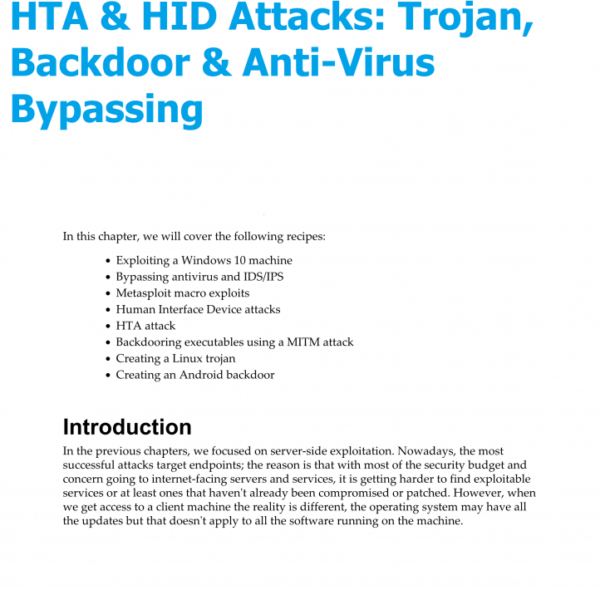 HTA & HID Attacks: Trojan,
Backdoor & Anti-Virus
Bypassing
In this chapter, we will cover the following recipes:
• Exploiting a Windows 10 machine
• Bypassing antivirus and IDS/IPS
• Metasploit macro exploits
• Human Interface Device attacks
• HTA attack
• Backdooring executables using a MITM attack
• Creating a Linux trojan
• Creating an Android backdoor
Introduction
In the previous chapters, we focused on server-side exploitation. Nowadays, the most
successful attacks target endpoints; the reason is that with most of the security budget and
concern going to internet-facing servers and services, it is getting harder to find exploitable
services or at least ones that haven't already been compromised or patched. However, when
we get access to a client machine the reality is different, the operating system may have all
the updates but that doesn't apply to all the software running on the machine.